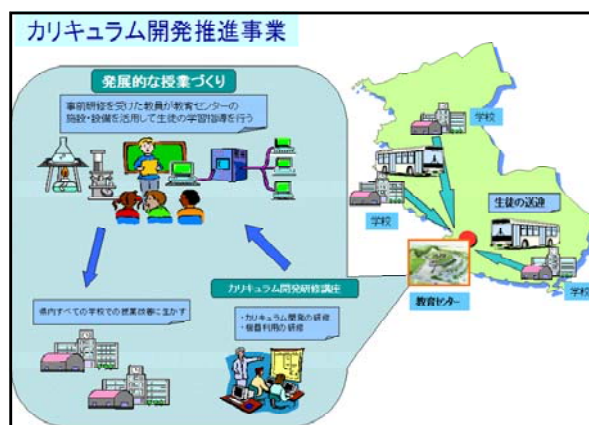 カリキュラム開発推進事業
発展的な授業づくり
事前研修を受けた教員が教育センターの
施設・設備を活用して生徒の学習指導を行う
学校
学校
生徒の送迎
学校
教育センター
カリキュラム開発研修講座
・カリキュラム開発の研修
・機器利用の研修
県内すべての学校での授業改善に生かす